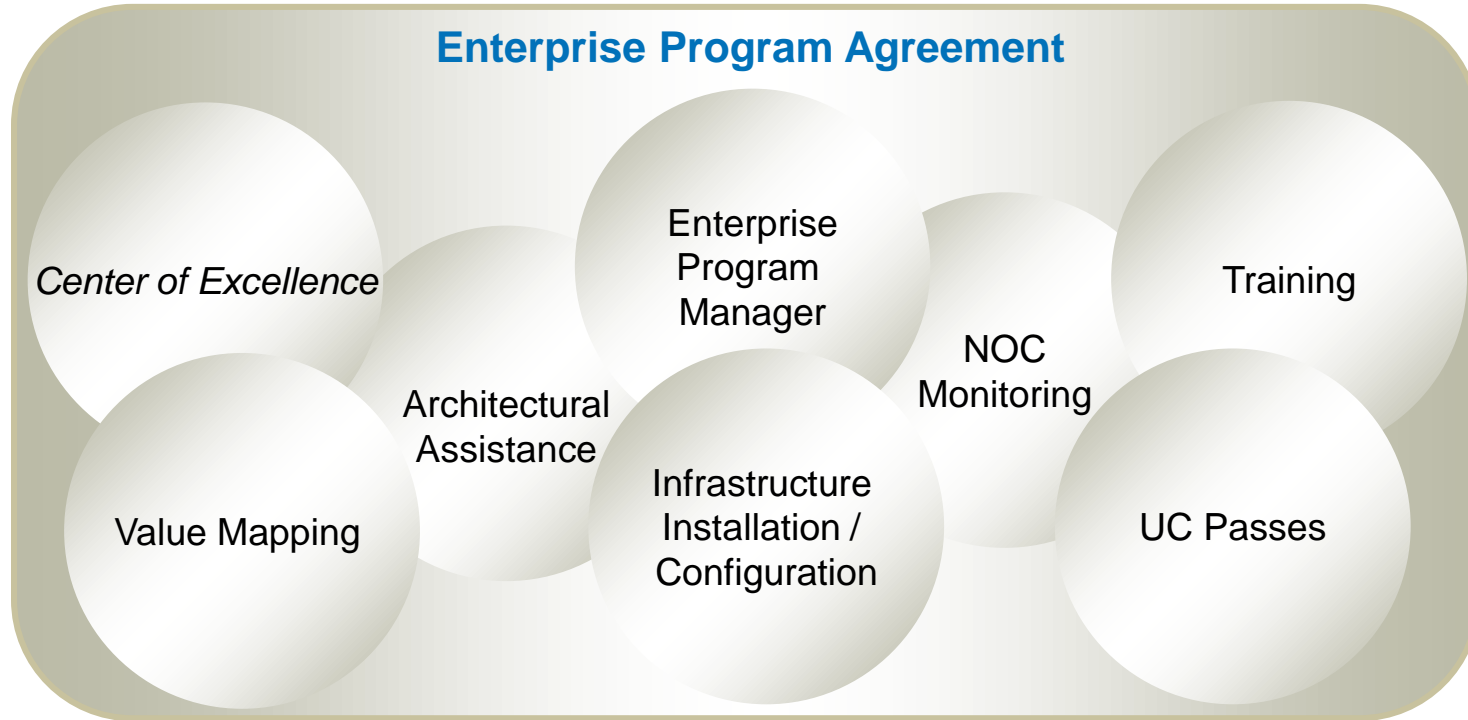 Enterprise Program Agreement
Center of Excellence
Value Mapping
Architectural
Assistance
Enterprise
Program
Manager
Infrastructure
Installation /
Configuration
NOC
Monitoring
Training
UC Passes